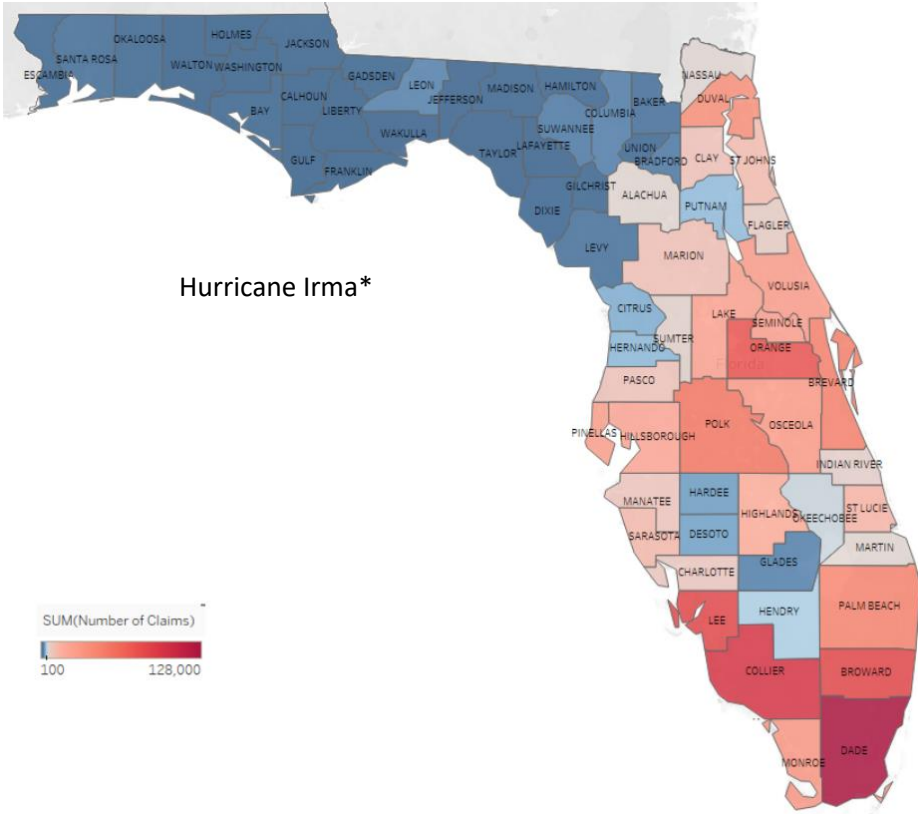 HOLMES
OKALOOSA
JACKSON
SANTA ROSA
WALTON
WASHINGTON
ESCAMBIA
GADSDEN
LEON
MADISON
HAMILTON
CALHOUN
JEFFERSON
BAKER
BAY
LIBERTY
COLUMBIA
NASSAU
DUVAL
SUWANNEE
WAKULLA
LAFAYETTE
UNION
TAYLOR
BRADFORD
CLAY
ST JOHNS
GULF
FRANKLIN
GILCHRIST
ALACHUA
PUTNAM
DIXIE
FLAGLER
LEVY
MARION
Hurricane Irma*
VOLUSIA
CITRUS
LAKE
SEMINOLE
SUMTER
HERNANDO
ORANGE
Florida
PASCO
BREVARD
POLK
OSCEOLA
PINELLAS
HILLSBOROUGH
INDIAN RIVER
HARDEE
MANATEE
HIGHLANDS
OKEECHOBEE
ST LUCIE
SARASOTA
DESOTO
MARTIN
GLADES
CHARLOTTE
HENDRY
PALM BEACH
LEE
SUM(Number of Claims)
100
128,000
COLLIER
BROWARD
DADE
MONROE